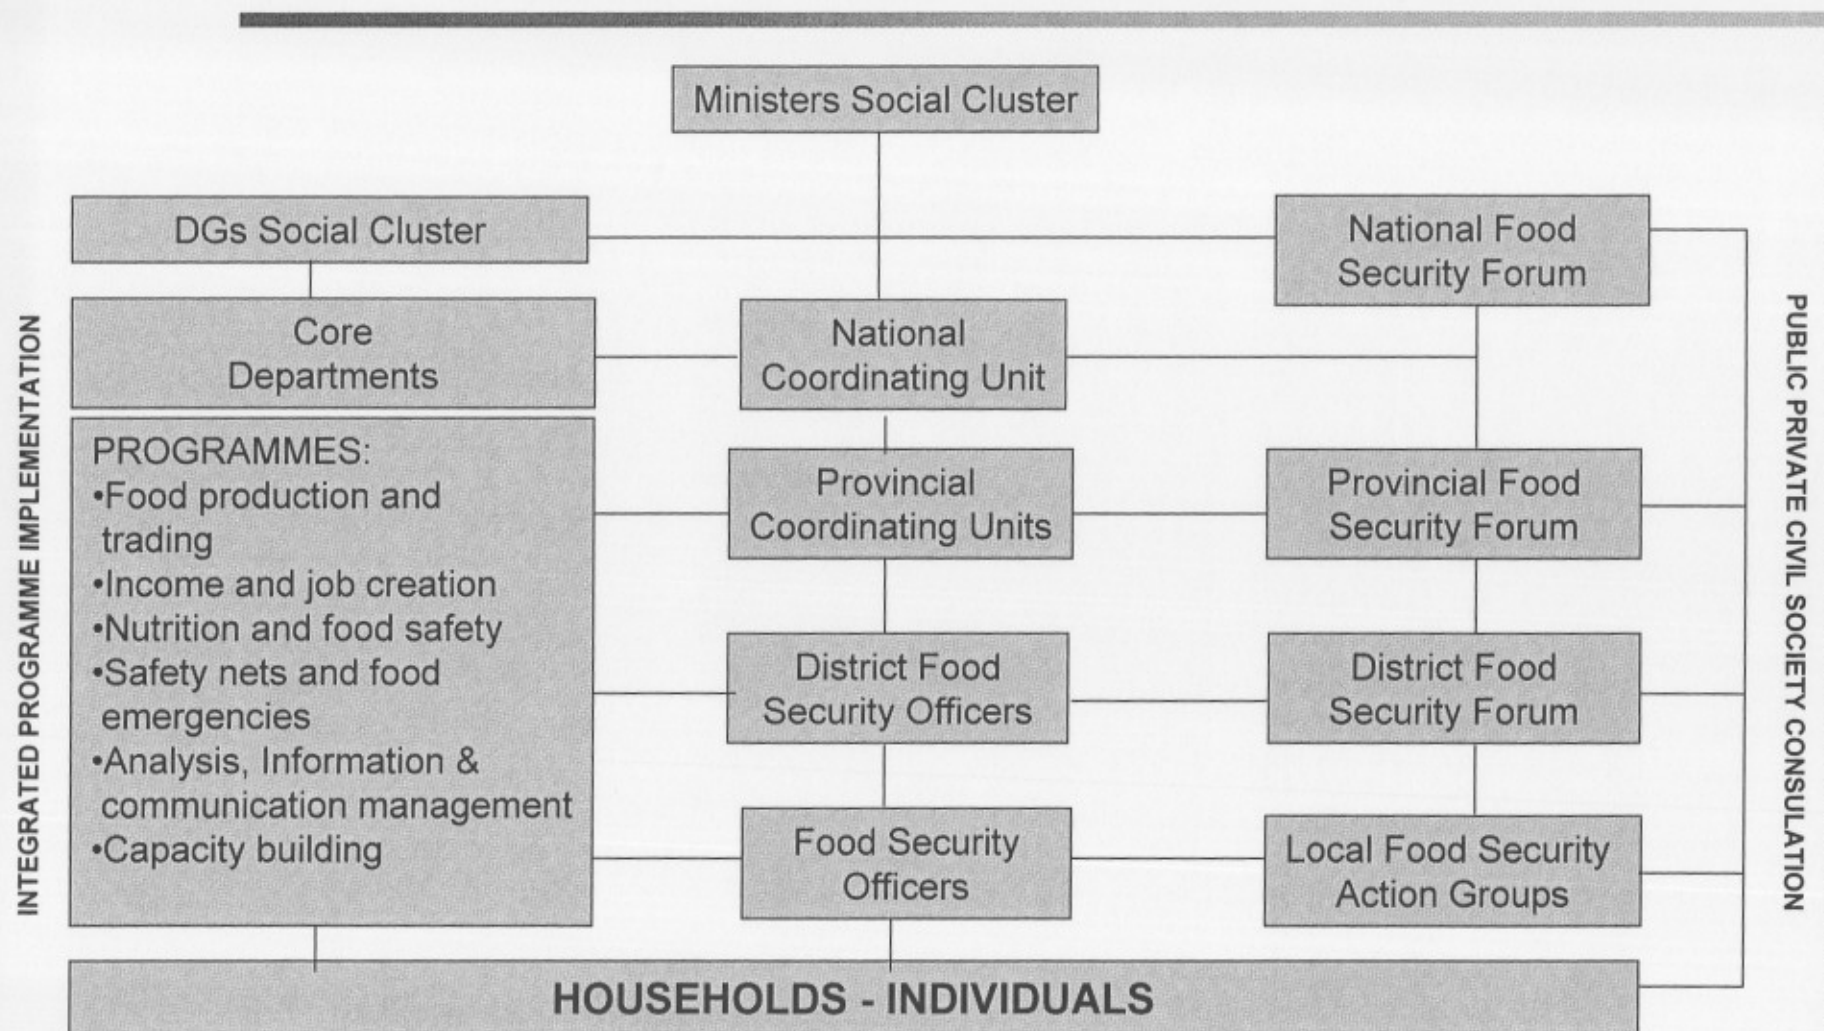 Ministers Social Cluster
DGs Social Cluster
National Food
Security Forum
Core
Departments
National
Coordinating Unit
PROGRAMMES:
•Food production and
trading
•Income and job creation
•Nutrition and food safety
•Safety nets and food
emergencies
•Analysis, Information &
communication management
•Capacity building
Provincial
Coordinating Units
Provincial Food
Security Forum
District Food
Security Officers
District Food
Security Forum
Food Security
Officers
Local Food Security
Action Groups
HOUSEHOLDS - INDIVIDUALS
INTEGRATED PROGRAMME IMPLEMENTATION
PUBLIC PRIVATE CIVIL SOCIETY CONSULATION